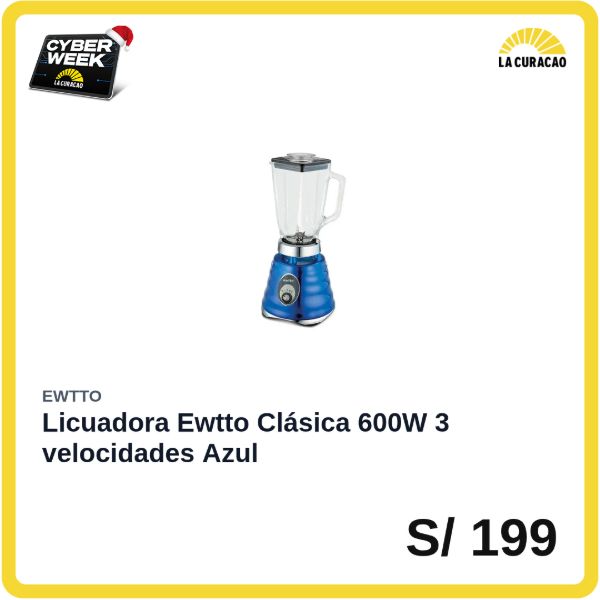 CYBER
WEEK
LA CURACAO
LA CURACAO
EWTTO
Licuadora Ewtto Clásica 600W 3
velocidades Azul
S/ 199